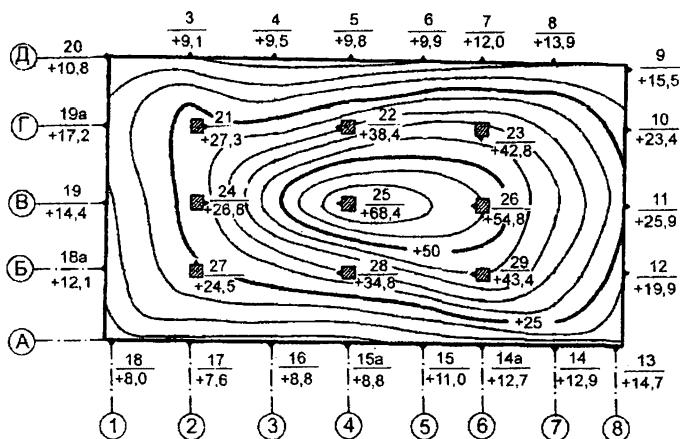 3 4 5 6 7 8
+9,1 +9,5 +9,8 +9,9 +12,0 +13,9
Д 20 9
+10,8 +15,5
Г 19а 21 22 23 10
+17,2 +27,3 +38,4 +42,8 +23,4
В 19 24 25 26 11
+14,4 +26,8 +68,4 +54,8 +25,9
+50
Б 18а 27 28 29 12
+12,1 +24,5 +34,8 +43,4 +19,9
+25
А
18 17 16 15а 15 14а 14 13
+8,0 +7,6 +8,8 +8,8 +11,0 +12,7 +12,9 +14,7
1 2 3 4 5 6 7 8